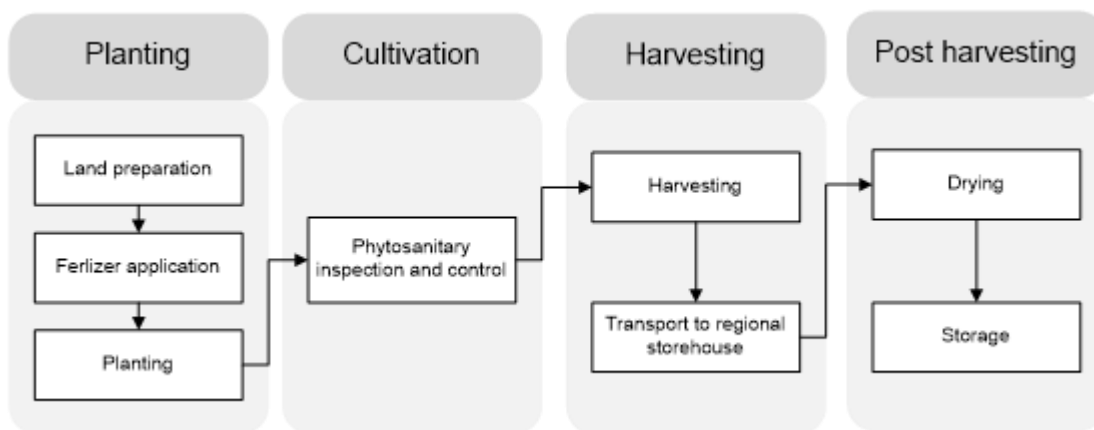 Planting
Cultivation
Harvesting
Post harvesting
Land preparation
Ferlizer application
Planting
Phytosanitary
inspection and control
Harvesting
Transport to regional
storehouse
Drying
Storage